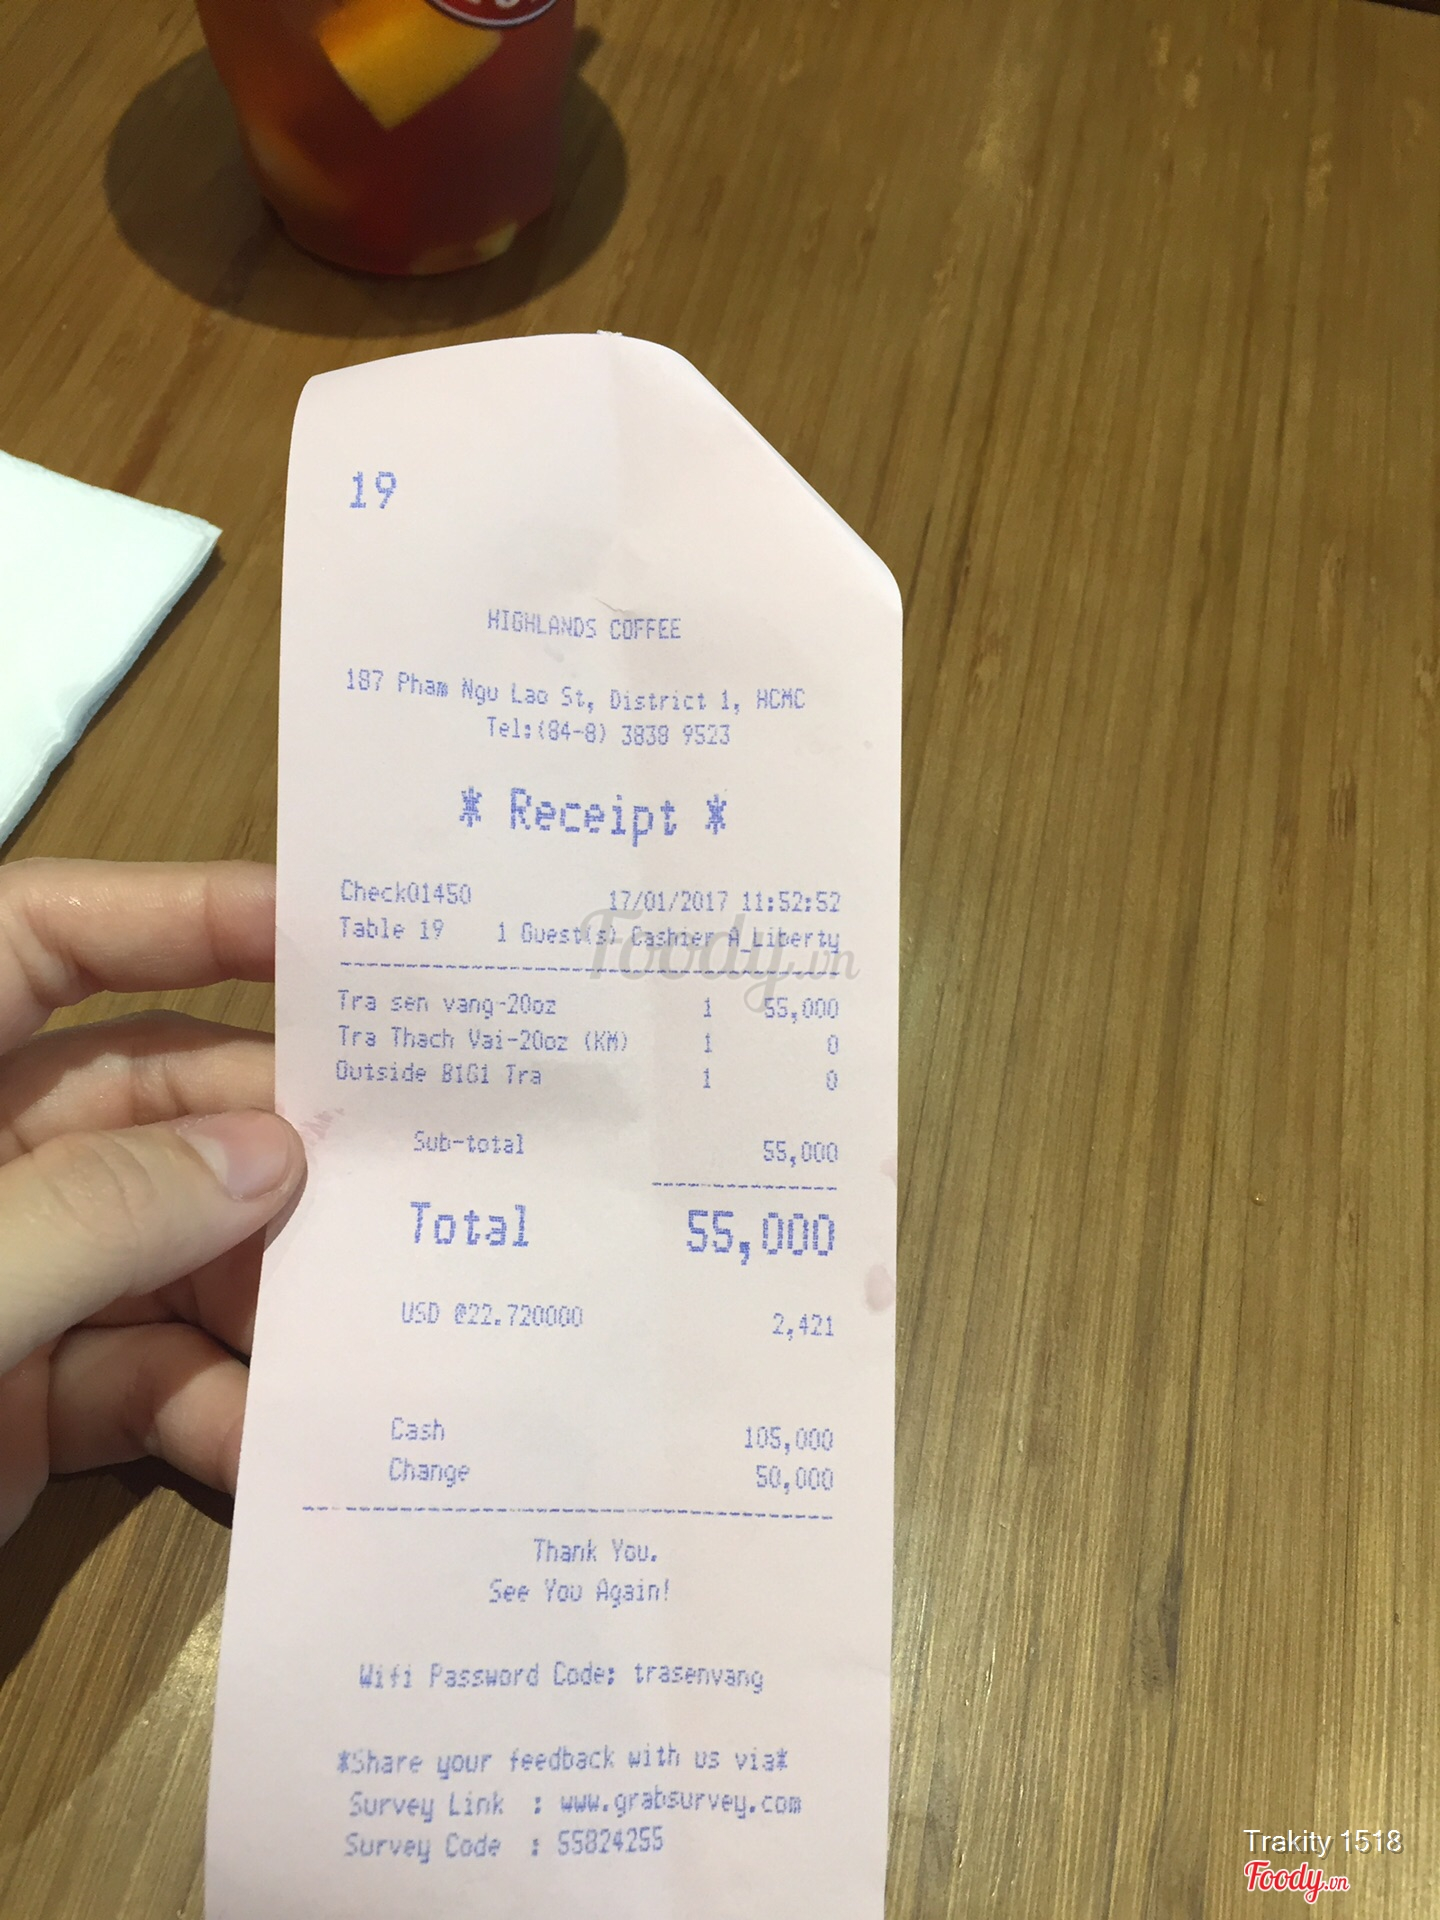 19
HIGHLANDS COFFEE
187 Pham Ngu Lao St, District 1, HCMC
Tel:(84-8) 3838 9523
* Receipt *
Check01450 17/01/2017 11:52:52
Table 19 1 Guest(s) Cashier A_Liberty
Foody.vn
Tra sen vang-20oz 1 55,000
Tra Thach Vai-20oz (KM) 1 0
Outside B1G1 Tra 1 0
Sub-total 55,000
Total 55,000
USD @22.720000 2,421
Cash 105,000
Change 50,000
Thank You.
See You Again!
Wifi Password Code: trasenvang
*Share your feedback with us via*
Survey Link : www.grabsurvey.com
Survey Code : 55824255
Trakity 1518
Foody.vn